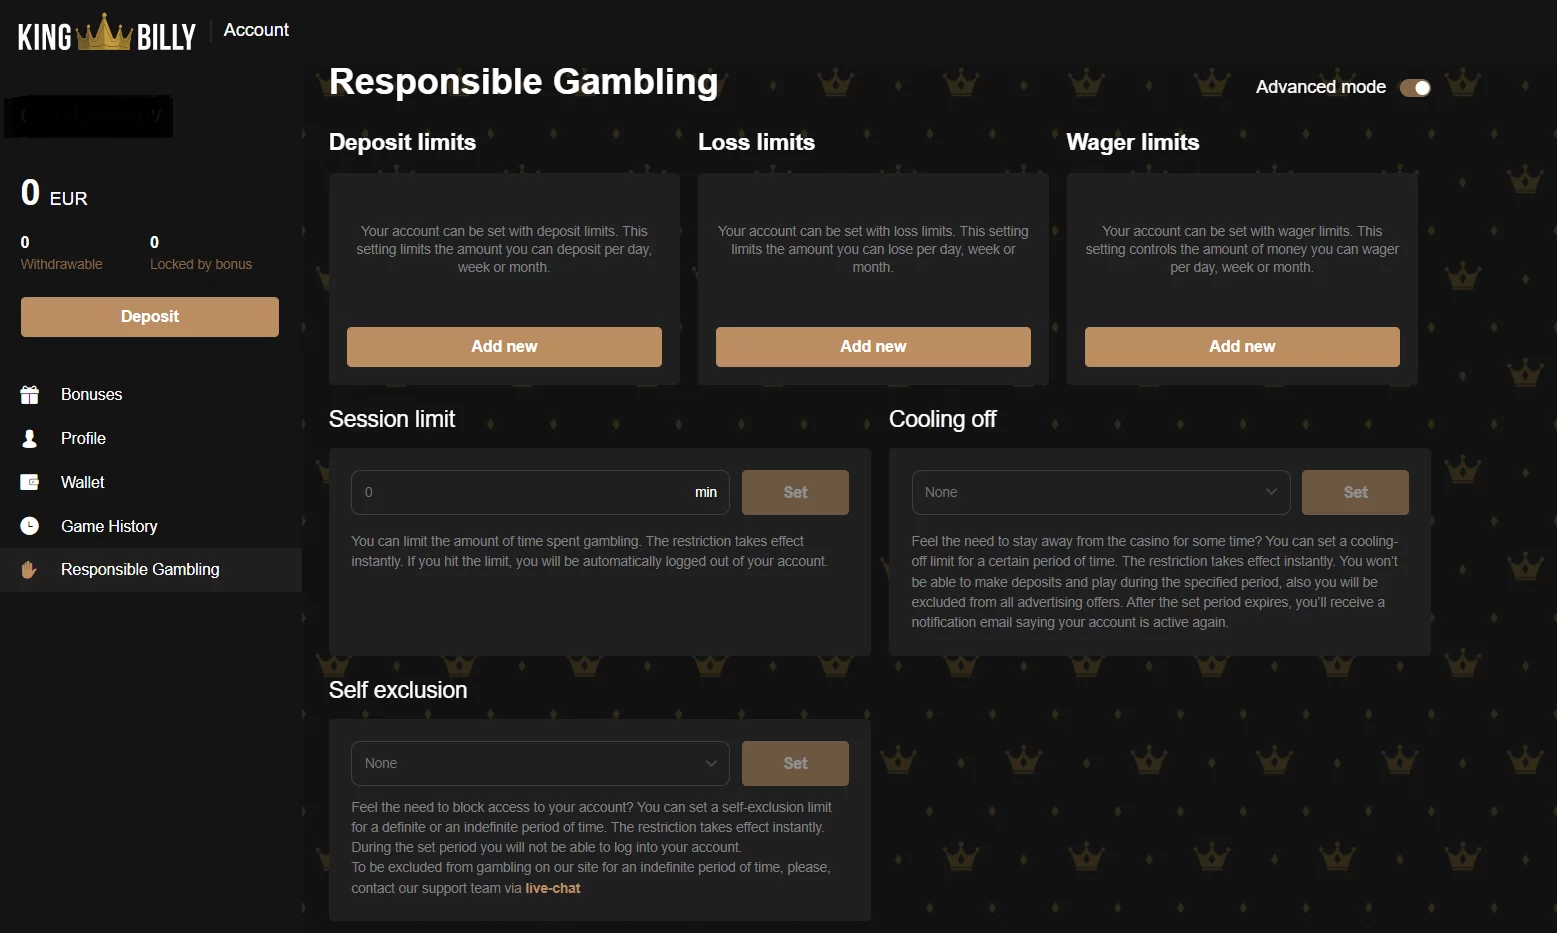 KING BILLY
Account
Responsible Gambling
Advanced mode
0 EUR
0
Withdrawable
0
Locked by bonus
Deposit
Bonuses
Profile
Wallet
Game History
Responsible Gambling
Deposit limits
Your account can be set with deposit limits. This
setting limits the amount you can deposit per day,
week or month.
Add new
Loss limits
Your account can be set with loss limits. This setting
limits the amount you can lose per day, week or
month.
Add new
Wager limits
Your account can be set with wager limits. This
setting controls the amount of money you can wager
per day, week or month.
Add new
Session limit
0 min
Set
You can limit the amount of time spent gambling. The restriction takes effect
instantly. If you hit the limit, you will be automatically logged out of your account.
Cooling off
None
Set
Feel the need to stay away from the casino for some time? You can set a cooling-
off limit for a certain period of time. The restriction takes effect instantly. You won't
be able to make deposits and play during the specified period, also you will be
excluded from all advertising offers. After the set period expires, you'll receive a
notification email saying your account is active again.
Self exclusion
None
Set
Feel the need to block access to your account? You can set a self-exclusion limit
for a definite or an indefinite period of time. The restriction takes effect instantly.
During the set period you will not be able to log into your account.
To be excluded from gambling on our site for an indefinite period of time, please,
contact our support team via live-chat